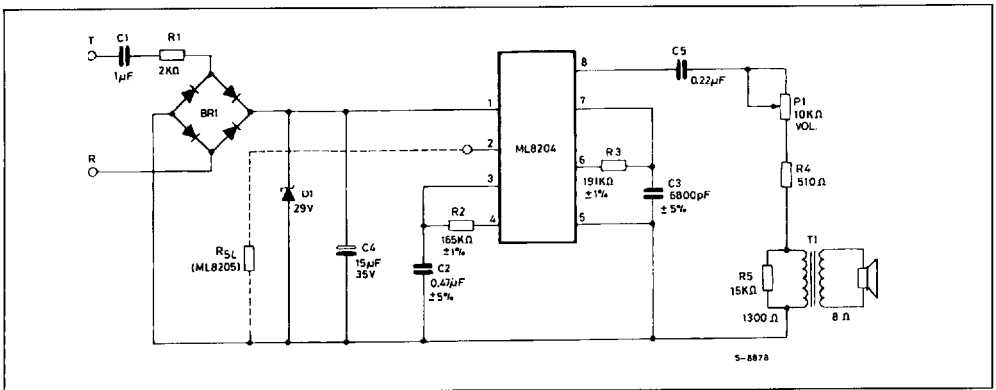 T
C1
1µF
R1
2KΩ
BR1
R
RSL
(ML8205)
D1
29V
C4
15µF
35V
1
2
3
4
ML8204
8
7
6
5
R2
165KΩ
±1%
C2
0.47µF
±5%
R3
191KΩ
±1%
C3
6800pF
±5%
C5
0.22µF
P1
10KΩ
VOL.
R4
510Ω
T1
R5
15KΩ
1300Ω
8Ω
S-8878